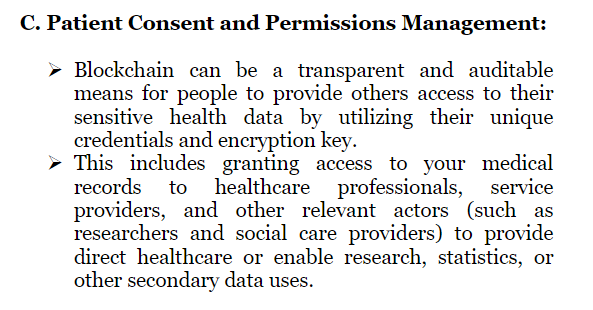 C. Patient Consent and Permissions Management:
➢ Blockchain can be a transparent and auditable
means for people to provide others access to their
sensitive health data by utilizing their unique
credentials and encryption key.
➢ This includes granting access to your medical
records to healthcare professionals, service
providers, and other relevant actors (such as
researchers and social care providers) to provide
direct healthcare or enable research, statistics, or
other secondary data uses.